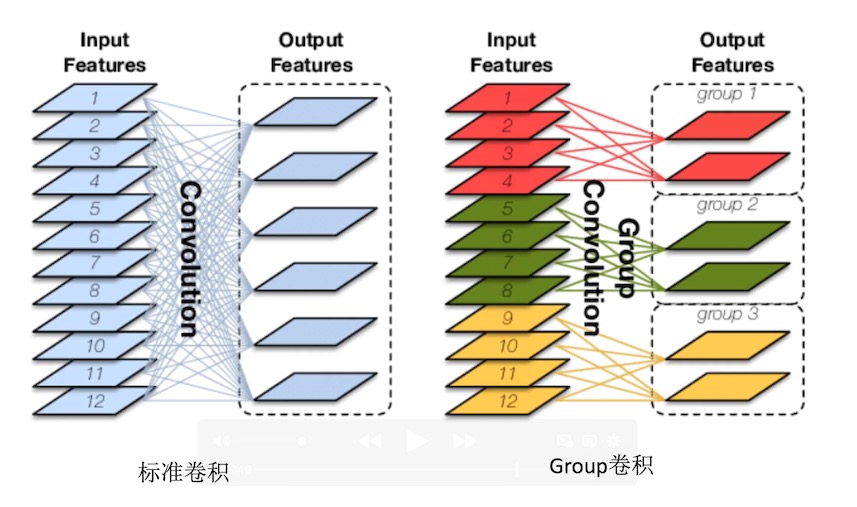 Input
Features
Output
Features
1
2
3
4
5
6
7
8
9
10
11
12
Convolution
标准卷积
Input
Features
Output
Features
1
2
3
4
5
6
7
8
9
10
11
12
Group
Convolution
group 1
group 2
group 3
Group卷积